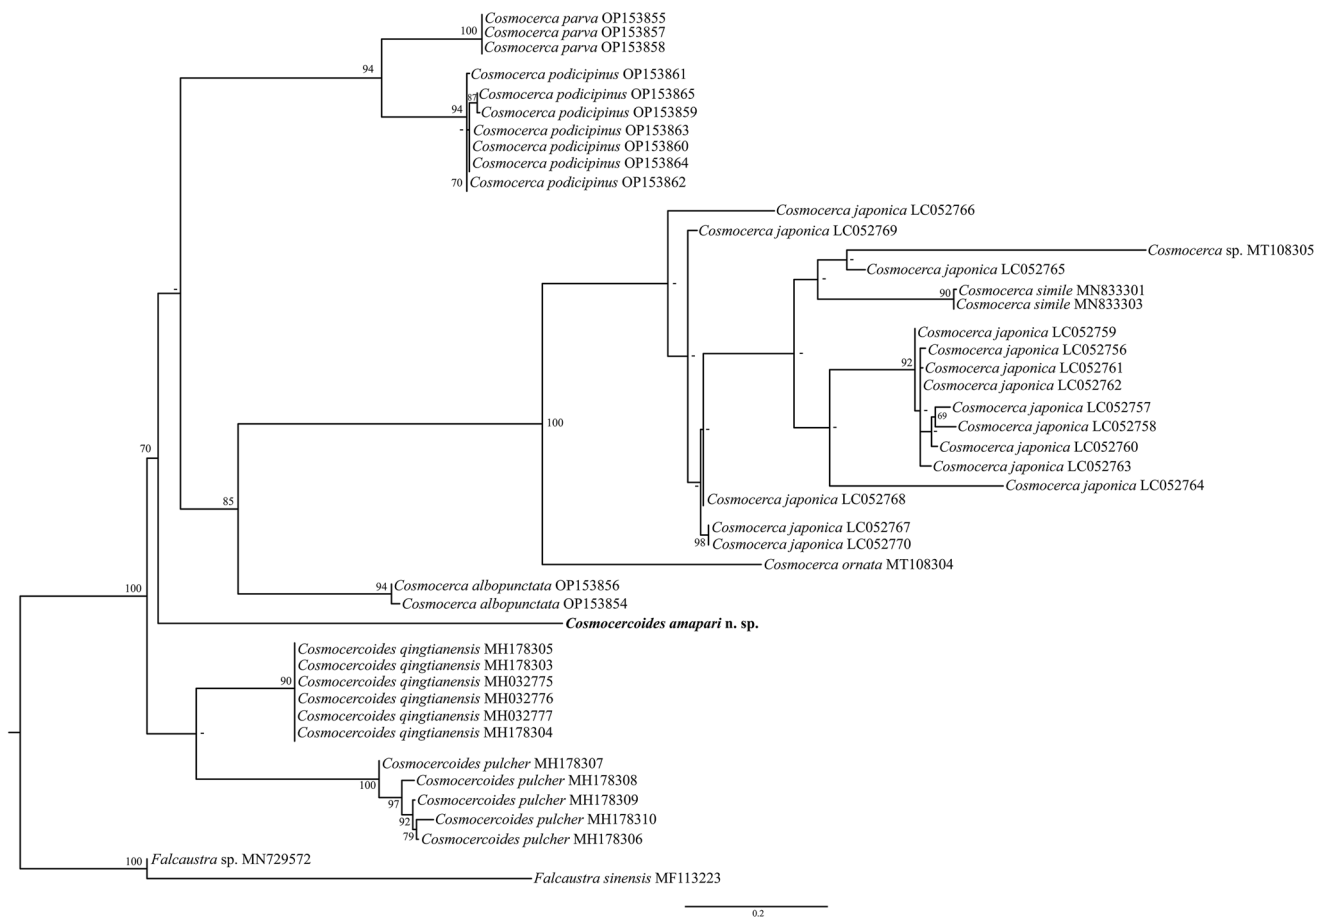 Cosmocerca parva OP153855
100
Cosmocerca parva OP153857
Cosmocerca parva OP153858
94
Cosmocerca podicipinus OP153861
87
Cosmocerca podicipinus OP153865
94
Cosmocerca podicipinus OP153859
-
Cosmocerca podicipinus OP153863
Cosmocerca podicipinus OP153860
Cosmocerca podicipinus OP153864
70
Cosmocerca podicipinus OP153862
Cosmocerca japonica LC052766
Cosmocerca japonica LC052769
Cosmocerca sp. MT108305
-
Cosmocerca japonica LC052765
-
-
-
90
Cosmocerca simile MN833301
Cosmocerca simile MN833303
Cosmocerca japonica LC052759
Cosmocerca japonica LC052756
-
-
92
Cosmocerca japonica LC052761
Cosmocerca japonica LC052762
-
Cosmocerca japonica LC052757
69
100
-
-
-
Cosmocerca japonica LC052758
70
Cosmocerca japonica LC052760
Cosmocerca japonica LC052763
-
Cosmocerca japonica LC052764
85
Cosmocerca japonica LC052768
Cosmocerca japonica LC052767
98
Cosmocerca japonica LC052770
Cosmocerca ornata MT108304
100
94
Cosmocerca albopunctata OP153856
Cosmocerca albopunctata OP153854
Cosmocercoides amapari n. sp.
Cosmocercoides qingtianensis MH178305
Cosmocercoides qingtianensis MH178303
90
Cosmocercoides qingtianensis MH032775
Cosmocercoides qingtianensis MH032776
Cosmocercoides qingtianensis MH032777
-
Cosmocercoides qingtianensis MH178304
Cosmocercoides pulcher MH178307
100
Cosmocercoides pulcher MH178308
97
Cosmocercoides pulcher MH178309
92
Cosmocercoides pulcher MH178310
79
Cosmocercoides pulcher MH178306
100
Falcaustra sp. MN729572
Falcaustra sinensis MF113223
0.2